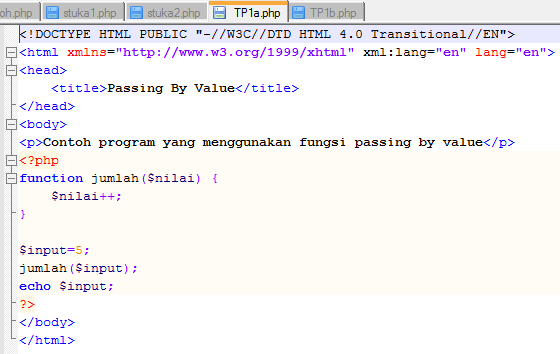 oh.php stuka1.php stuka2.php TP1a.php TP1b.php
<!DOCTYPE HTML PUBLIC "-//W3C//DTD HTML 4.0 Transitional//EN">
<html xmlns="http://www.w3.org/1999/xhtml" xml:lang="en" lang="en">
<head>
    <title>Passing By Value</title>
</head>
<body>
<p>Contoh program yang menggunakan fungsi passing by value</p>
<?php
function jumlah($nilai) {
    $nilai++;
}

$input=5;
jumlah($input);
echo $input;
?>
</body>
</html>